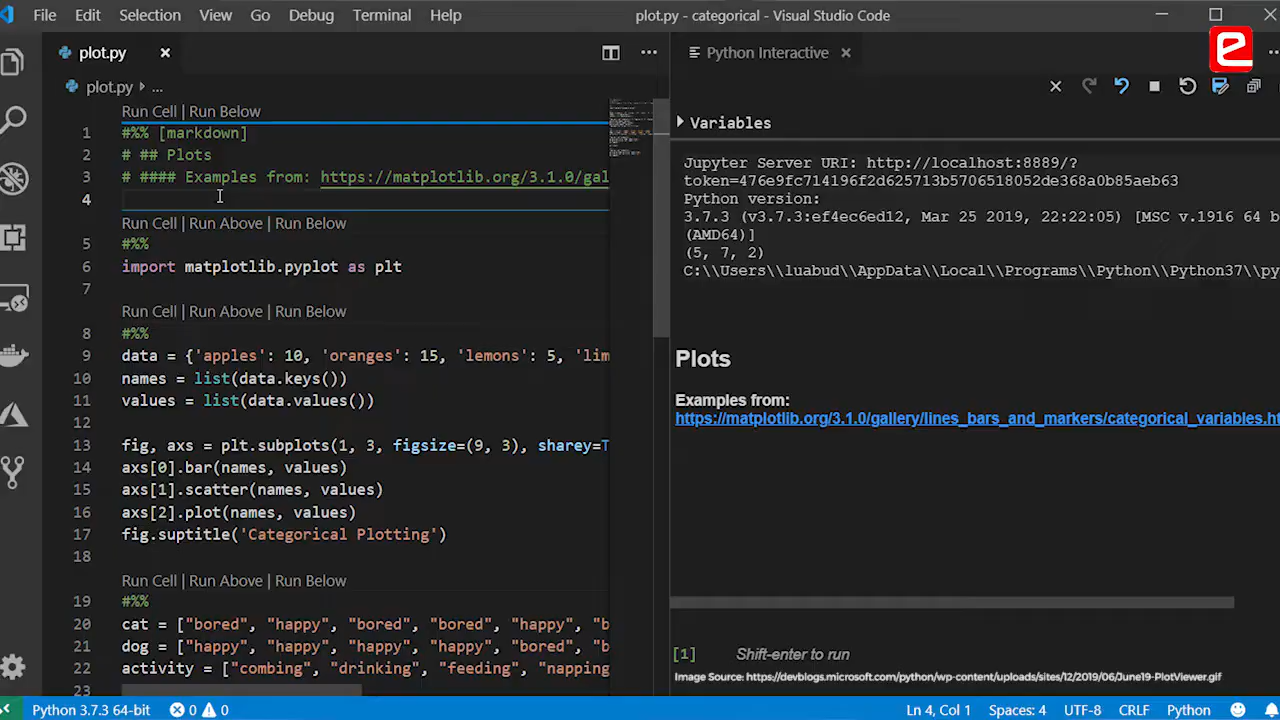 File Edit Selection View Go Debug Terminal Help
plot.py - categorical - Visual Studio Code
plot.py
plot.py › ...
Run Cell | Run Below
1 #%% [markdown]
2 # ## Plots
3 # #### Examples from: https://matplotlib.org/3.1.0/gal
4
Run Cell | Run Above | Run Below
5 #%%
6 import matplotlib.pyplot as plt
7
Run Cell | Run Above | Run Below
8 #%%
9 data = {'apples': 10, 'oranges': 15, 'lemons': 5, 'lim
10 names = list(data.keys())
11 values = list(data.values())
12
13 fig, axs = plt.subplots(1, 3, figsize=(9, 3), sharey=T
14 axs[0].bar(names, values)
15 axs[1].scatter(names, values)
16 axs[2].plot(names, values)
17 fig.suptitle('Categorical Plotting')
18
Run Cell | Run Above | Run Below
19 #%%
20 cat = ["bored", "happy", "bored", "bored", "happy", "b
21 dog = ["happy", "happy", "happy", "happy", "bored", "b
22 activity = ["combing", "drinking", "feeding", "napping
23
Python Interactive
e
Variables
Jupyter Server URI: http://localhost:8889/?
token=476e9fc714196f2d625713b5706518052de368a0b85aeb63
Python version:
3.7.3 (v3.7.3:ef4ec6ed12, Mar 25 2019, 22:22:05) [MSC v.1916 64 b
(AMD64)]
(5, 7, 2)
C:\\Users\\luabud\\AppData\\Local\\Programs\\Python\\Python37\\py
Plots
Examples from:
https://matplotlib.org/3.1.0/gallery/lines_bars_and_markers/categorical_variables.ht
[1] Shift-enter to run
Image Source: https://devblogs.microsoft.com/python/wp-content/uploads/sites/12/2019/06/June19-PlotViewer.gif
Python 3.7.3 64-bit 0 0 Ln 4, Col 1 Spaces: 4 UTF-8 CRLF Python